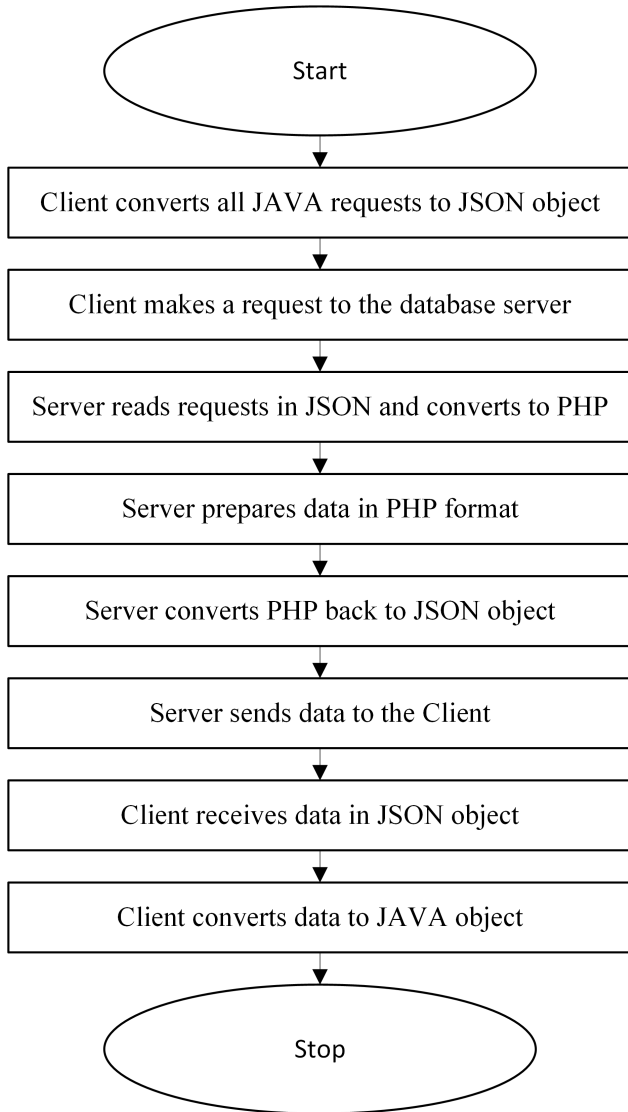 Start
Client converts all JAVA requests to JSON object
Client makes a request to the database server
Server reads requests in JSON and converts to PHP
Server prepares data in PHP format
Server converts PHP back to JSON object
Server sends data to the Client
Client receives data in JSON object
Client converts data to JAVA object
Stop